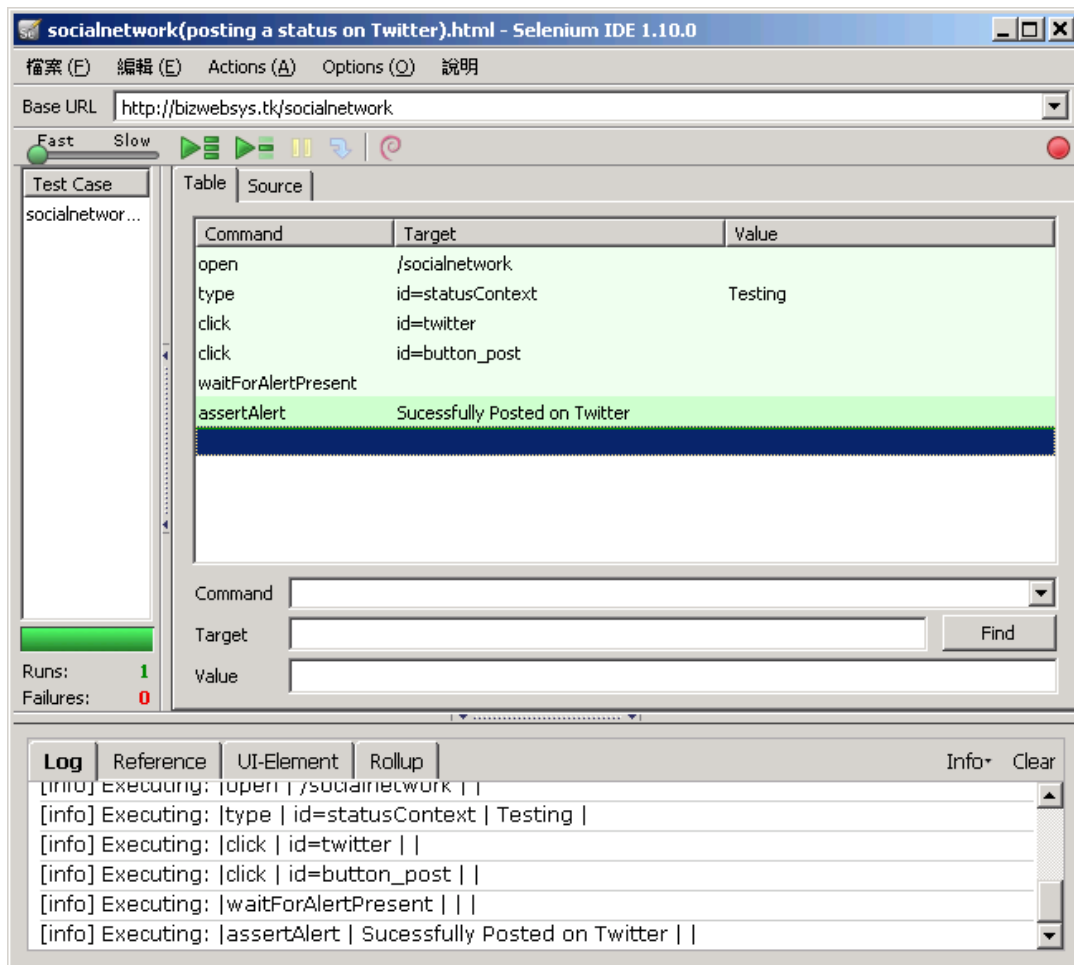 socialnetwork(posting a status on Twitter).html - Selenium IDE 1.10.0
檔案 (F) 編輯 (E) Actions (A) Options (O) 說明
Base URL http://bizwebsys.tk/socialnetwork
Fast Slow
Test Case
socialnetwor...
Table Source
Command Target Value
open /socialnetwork
type id=statusContext Testing
click id=twitter
click id=button_post
waitForAlertPresent
assertAlert Sucessfully Posted on Twitter
Command
Target Find
Value
Runs: 1
Failures: 0
Log Reference UI-Element Rollup Info Clear
[info] Executing: |open | /socialnetwork | |
[info] Executing: |type | id=statusContext | Testing |
[info] Executing: |click | id=twitter | |
[info] Executing: |click | id=button_post | |
[info] Executing: |waitForAlertPresent | | |
[info] Executing: |assertAlert | Sucessfully Posted on Twitter | |